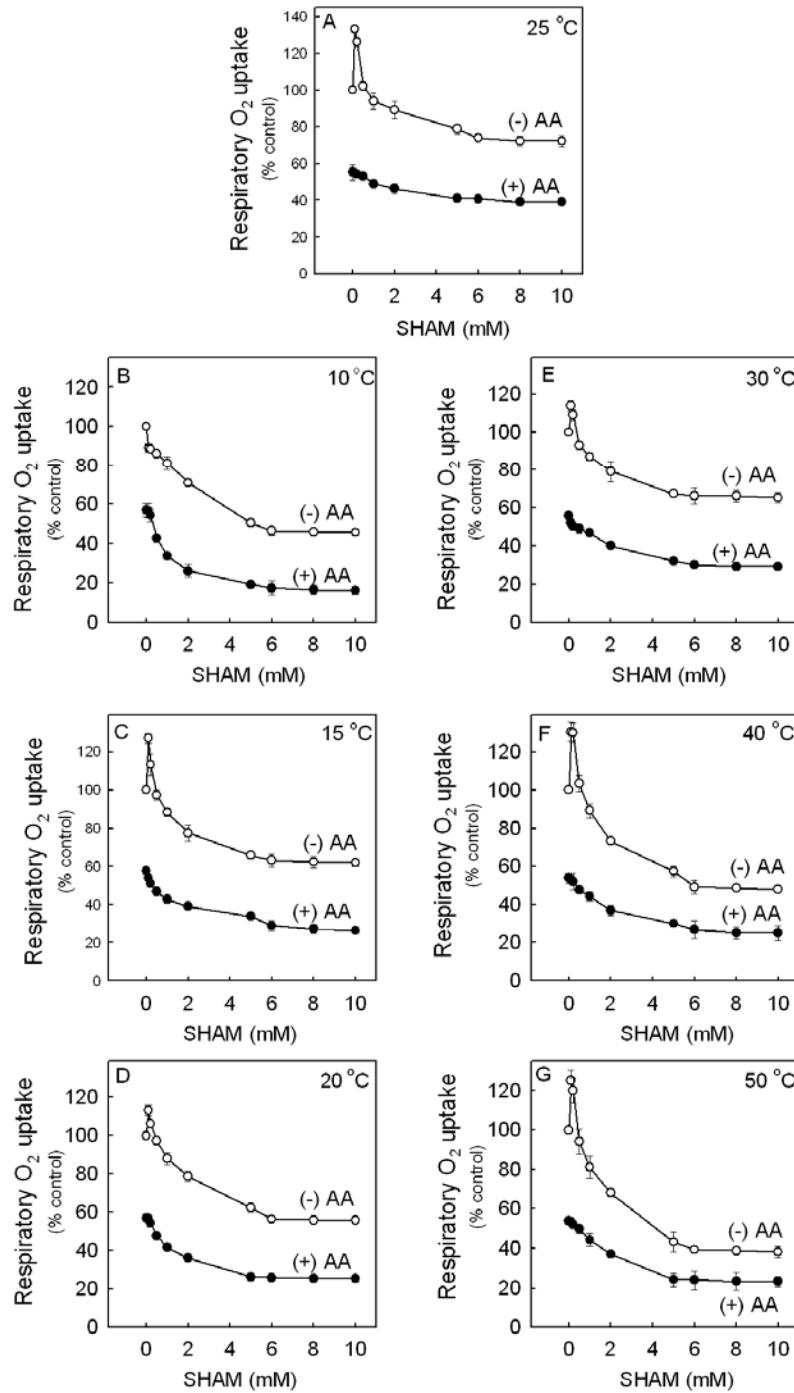 A
25 °C
140
120
100
80
60
40
20
0
Respiratory O2 uptake
(% control)
(-) AA
(+) AA
0 2 4 6 8 10
SHAM (mM)
B
10 °C
120
100
80
60
40
20
0
Respiratory O2 uptake
(% control)
(-) AA
(+) AA
0 2 4 6 8 10
SHAM (mM)
E
30 °C
120
100
80
60
40
20
0
Respiratory O2 uptake
(% control)
(-) AA
(+) AA
0 2 4 6 8 10
SHAM (mM)
C
15 °C
120
100
80
60
40
20
0
Respiratory O2 uptake
(% control)
(-) AA
(+) AA
0 2 4 6 8 10
SHAM (mM)
F
40 °C
120
100
80
60
40
20
0
Respiratory O2 uptake
(% control)
(-) AA
(+) AA
0 2 4 6 8 10
SHAM (mM)
D
20 °C
120
100
80
60
40
20
0
Respiratory O2 uptake
(% control)
(-) AA
(+) AA
0 2 4 6 8 10
SHAM (mM)
G
50 °C
120
100
80
60
40
20
0
Respiratory O2 uptake
(% control)
(-) AA
(+) AA
0 2 4 6 8 10
SHAM (mM)